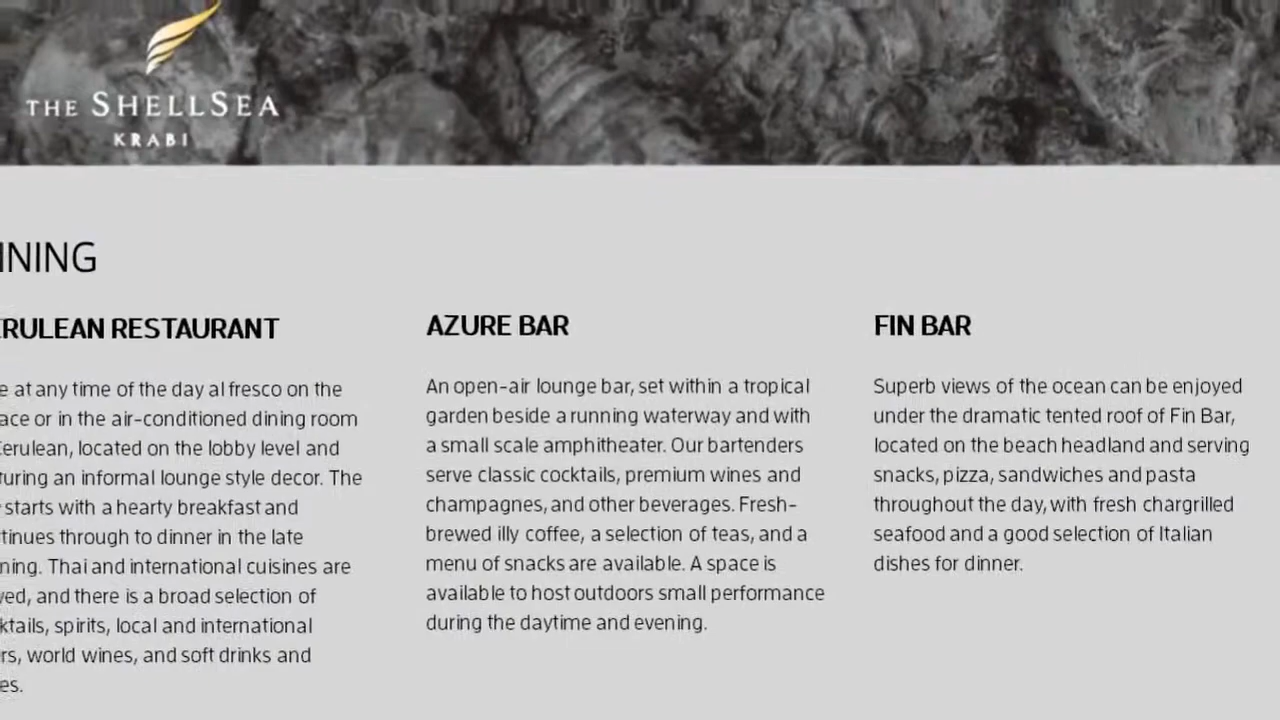 THE SHELLSEA
KRABI
INING
ERULEAN RESTAURANT
e at any time of the day al fresco on the
ace or in the air-conditioned dining room
Cerulean, located on the lobby level and
turing an informal lounge style decor. The
starts with a hearty breakfast and
tinues through to dinner in the late
ning. Thai and international cuisines are
ved, and there is a broad selection of
ktails, spirits, local and international
rs, world wines, and soft drinks and
es.
AZURE BAR
An open-air lounge bar, set within a tropical
garden beside a running waterway and with
a small scale amphitheater. Our bartenders
serve classic cocktails, premium wines and
champagnes, and other beverages. Fresh-
brewed illy coffee, a selection of teas, and a
menu of snacks are available. A space is
available to host outdoors small performance
during the daytime and evening.
FIN BAR
Superb views of the ocean can be enjoyed
under the dramatic tented roof of Fin Bar,
located on the beach headland and serving
snacks, pizza, sandwiches and pasta
throughout the day, with fresh chargrilled
seafood and a good selection of Italian
dishes for dinner.